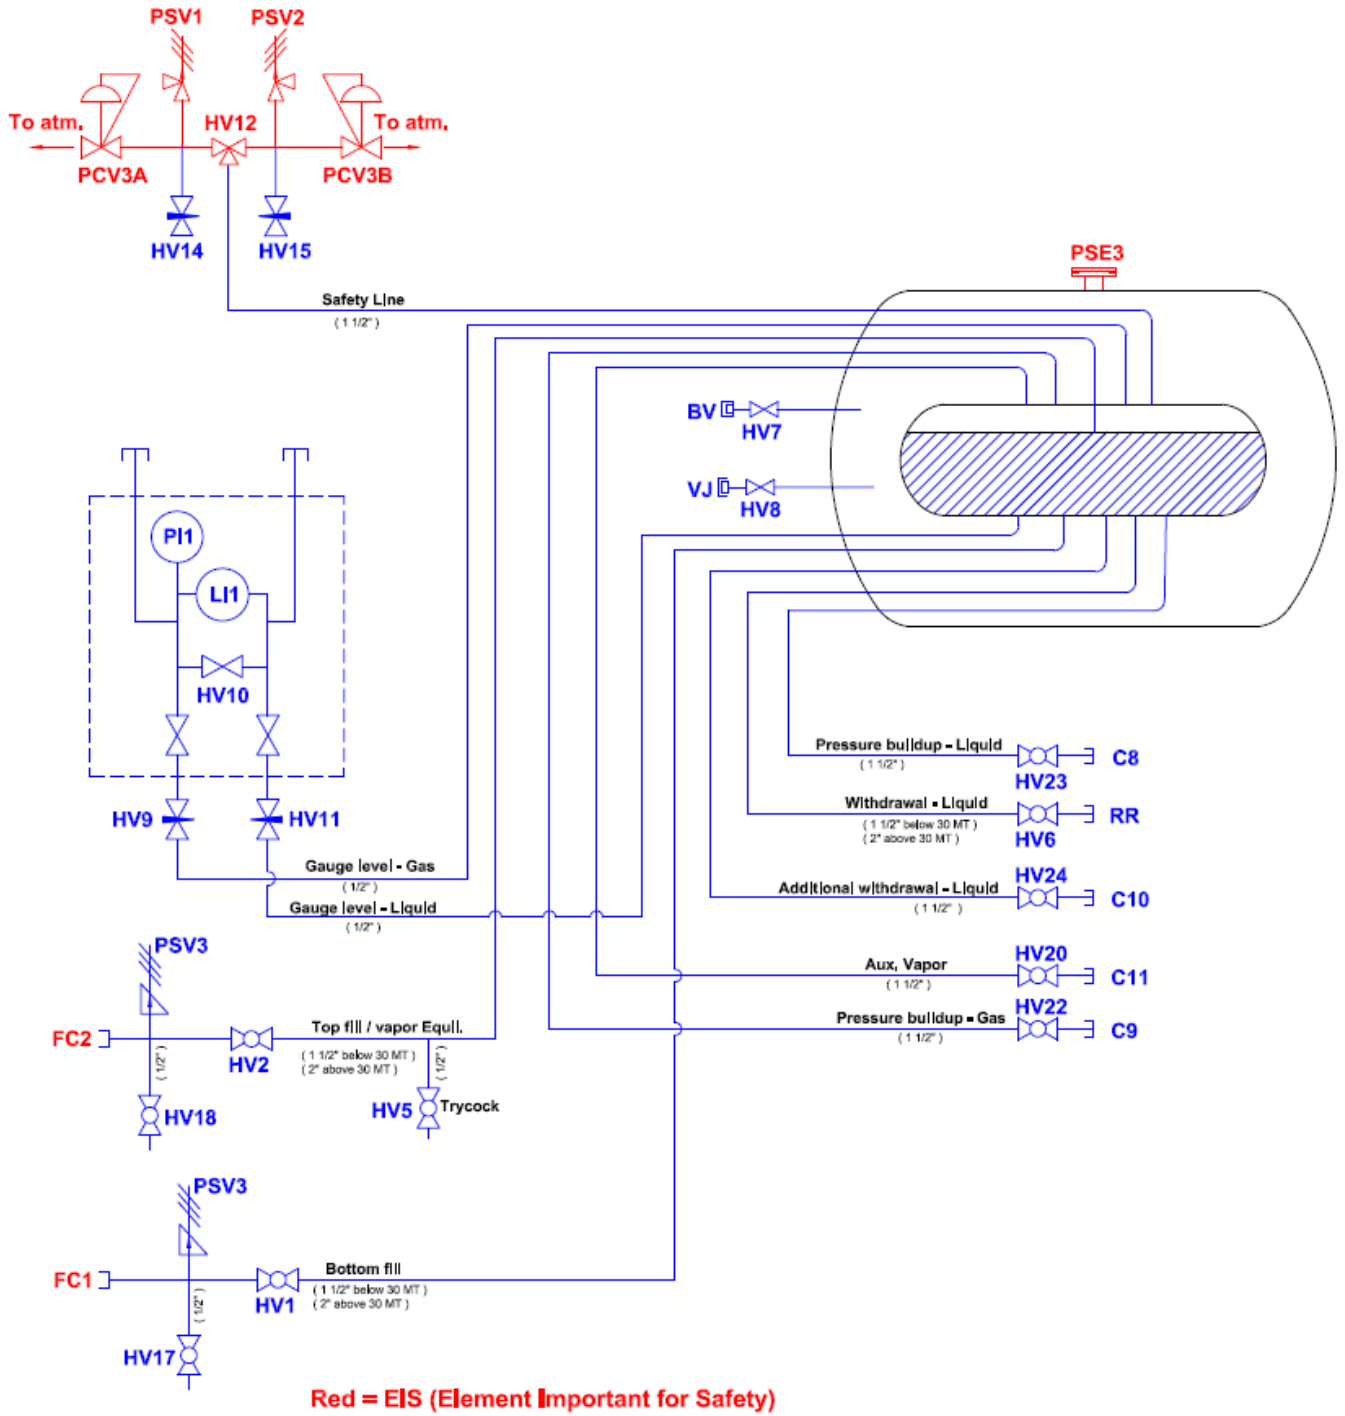 PSV1
PSV2
To atm.
HV12
To atm.
PCV3A
PCV3B
HV14
HV15
PSE3
Safety Line
( 1 1/2" )
BV
HV7
VJ
HV8
PI1
LI1
HV10
HV9
HV11
Gauge level - Gas
( 1/2" )
Gauge level - Liquid
( 1/2" )
Pressure buildup - Liquid
( 1 1/2" )
HV23
C8
Withdrawal - Liquid
( 1 1/2" below 30 MT )
( 2" above 30 MT )
HV6
RR
HV24
Additional withdrawal - Liquid
( 1 1/2" )
C10
HV20
Aux. Vapor
( 1 1/2" )
C11
HV22
Pressure buildup - Gas
( 1 1/2" )
C9
PSV3
FC2
( 1/2" )
HV2
Top fill / vapor Equil.
( 1 1/2" below 30 MT )
( 2" above 30 MT )
( 1/2" )
HV18
HV5
Trycock
PSV3
FC1
( 1/2" )
HV1
Bottom fill
( 1 1/2" below 30 MT )
( 2" above 30 MT )
HV17
Red = EIS (Element Important for Safety)